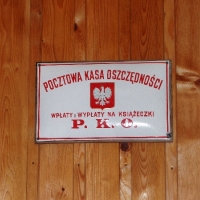 POCZTOWA KASA OSZCZĘDNOŚCI
WPŁATY I WYPŁATY NA KSIĄŻECZKI
P. K. O.